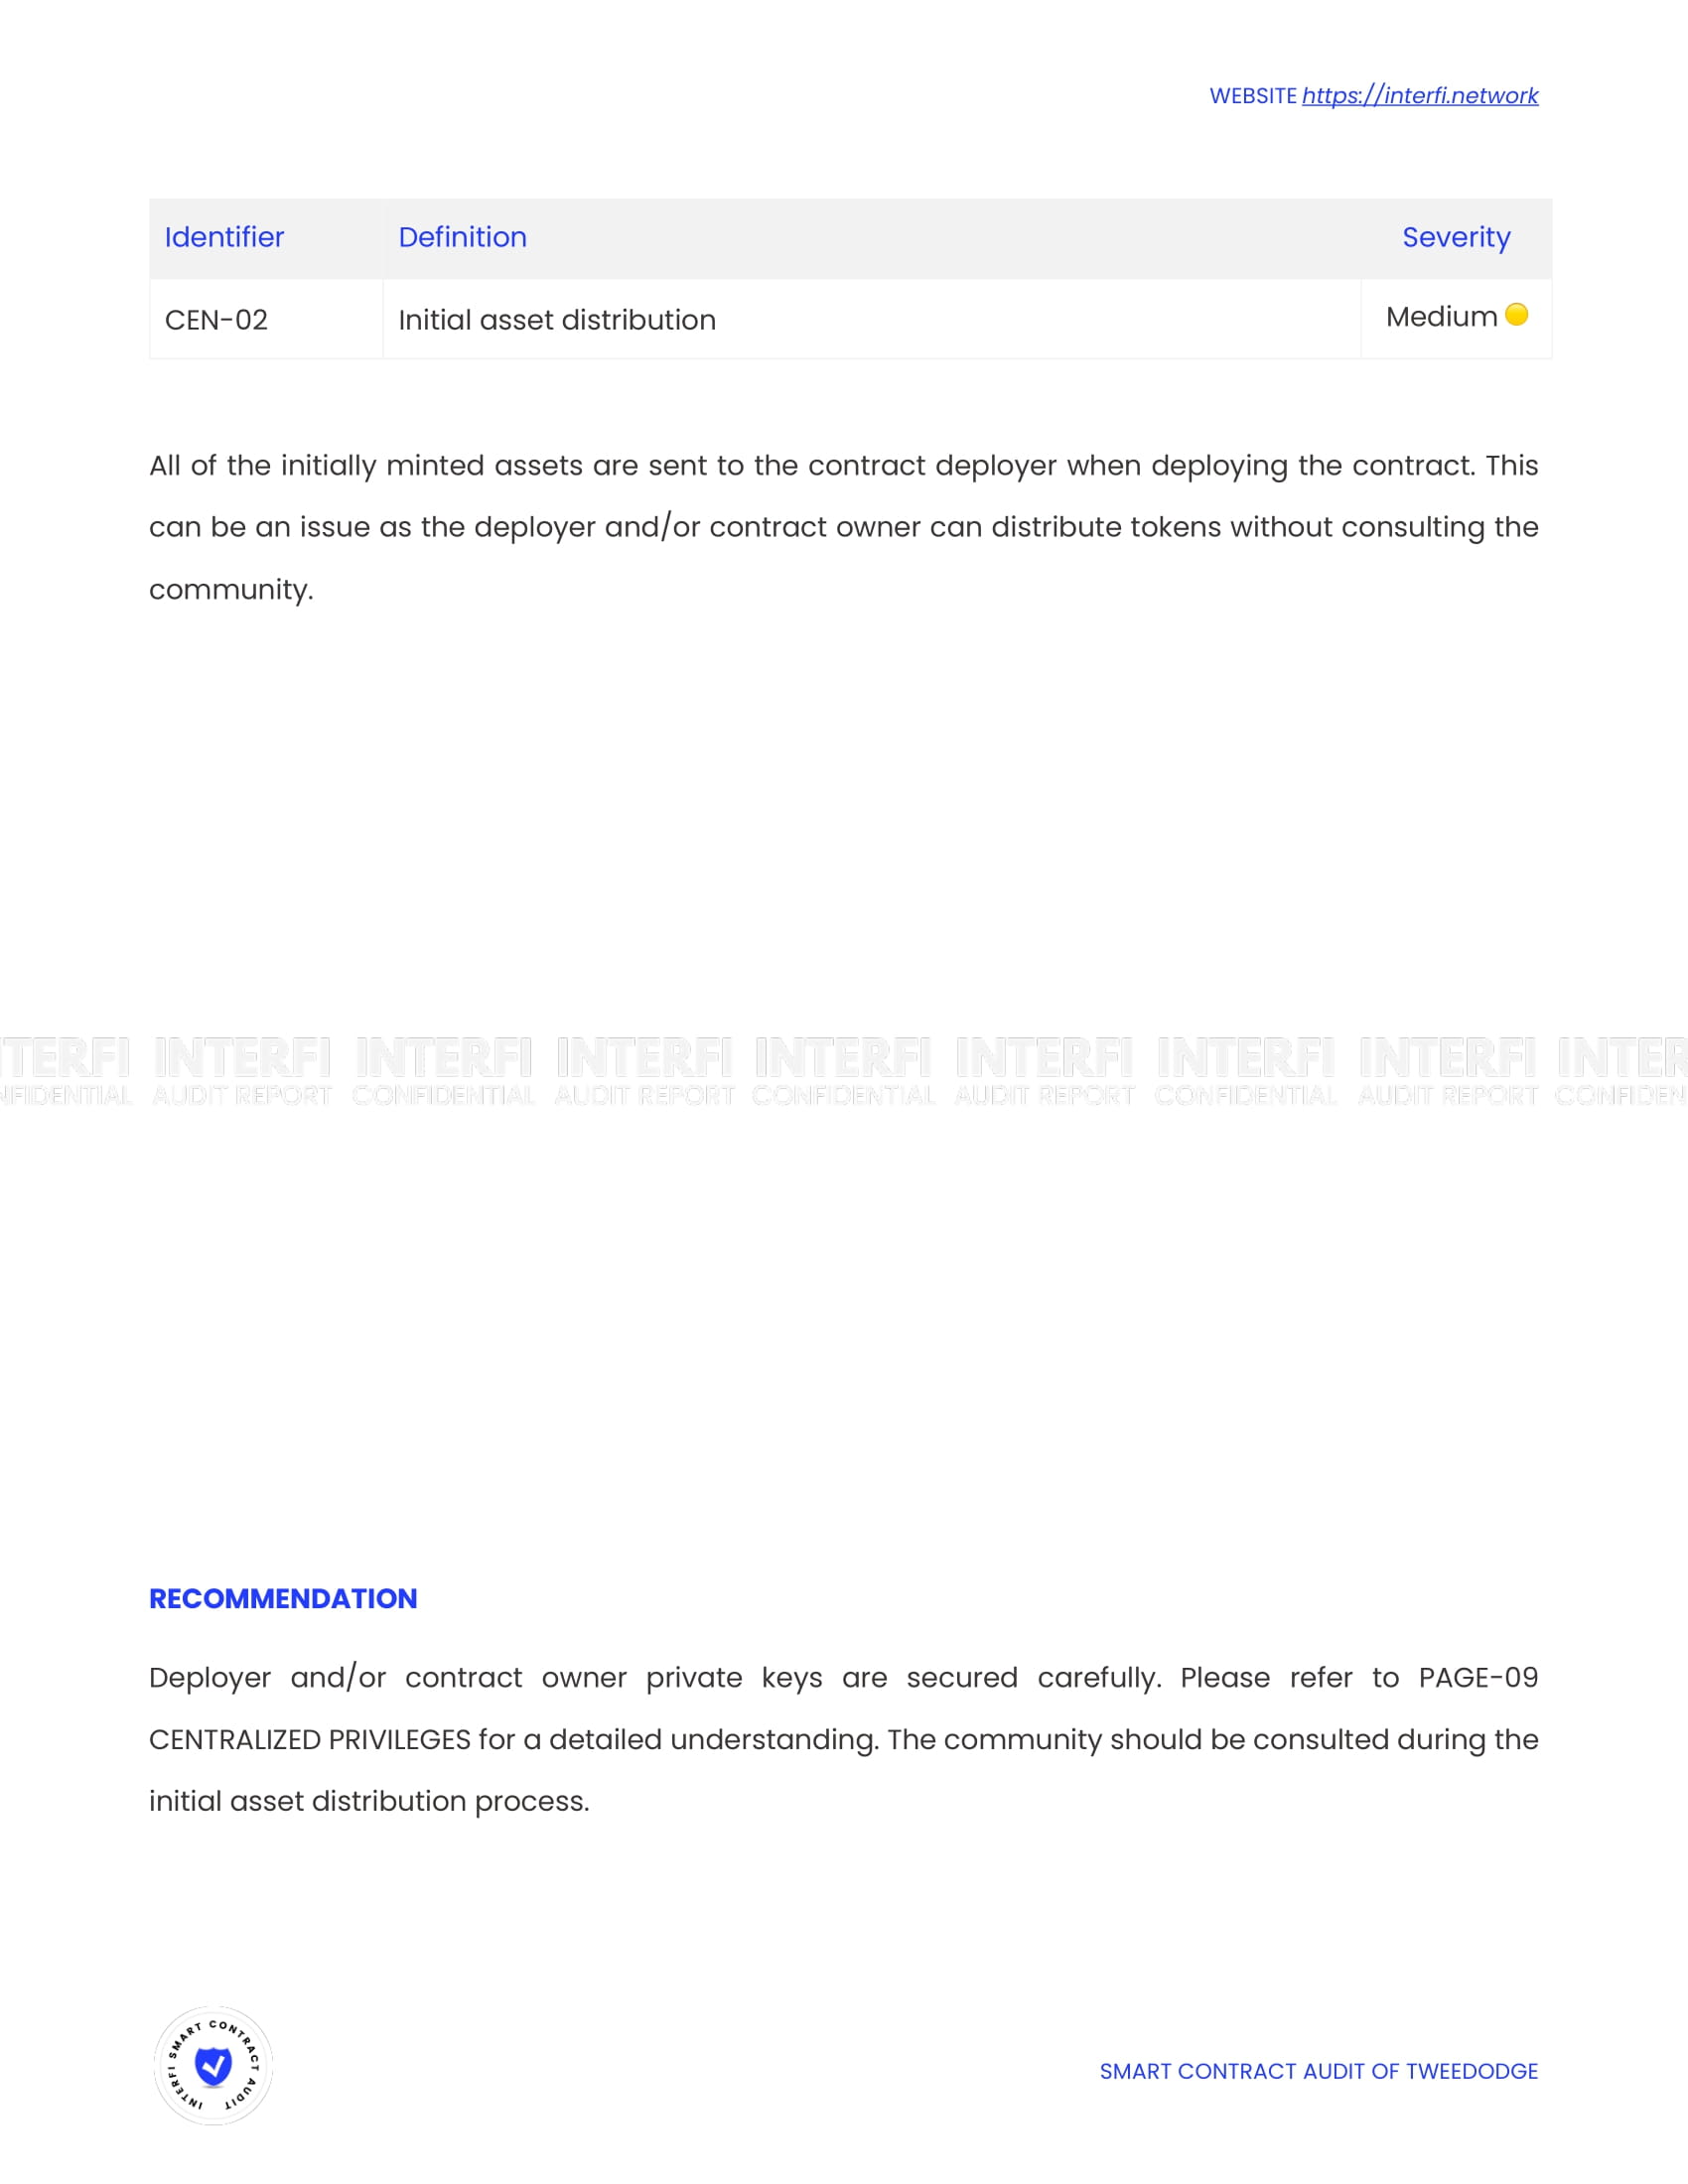 WEBSITE https://interfi.network
Identifier Definition Severity
CEN-02 Initial asset distribution Medium
All of the initially minted assets are sent to the contract deployer when deploying the contract. This
can be an issue as the deployer and/or contract owner can distribute tokens without consulting the
community.
TERFI INTERFI INTERFI INTERFI INTERFI INTERFI INTERFI INTERFI INTER
NFIDENTIAL AUDIT REPORT CONFIDENTIAL AUDIT REPORT CONFIDENTIAL AUDIT REPORT CONFIDENTIAL AUDIT REPORT CONFIDEN
RECOMMENDATION
Deployer and/or contract owner private keys are secured carefully. Please refer to PAGE-09
CENTRALIZED PRIVILEGES for a detailed understanding. The community should be consulted during the
initial asset distribution process.
INTERFI SMART CONTRACT AUDIT
SMART CONTRACT AUDIT OF TWEEDODGE